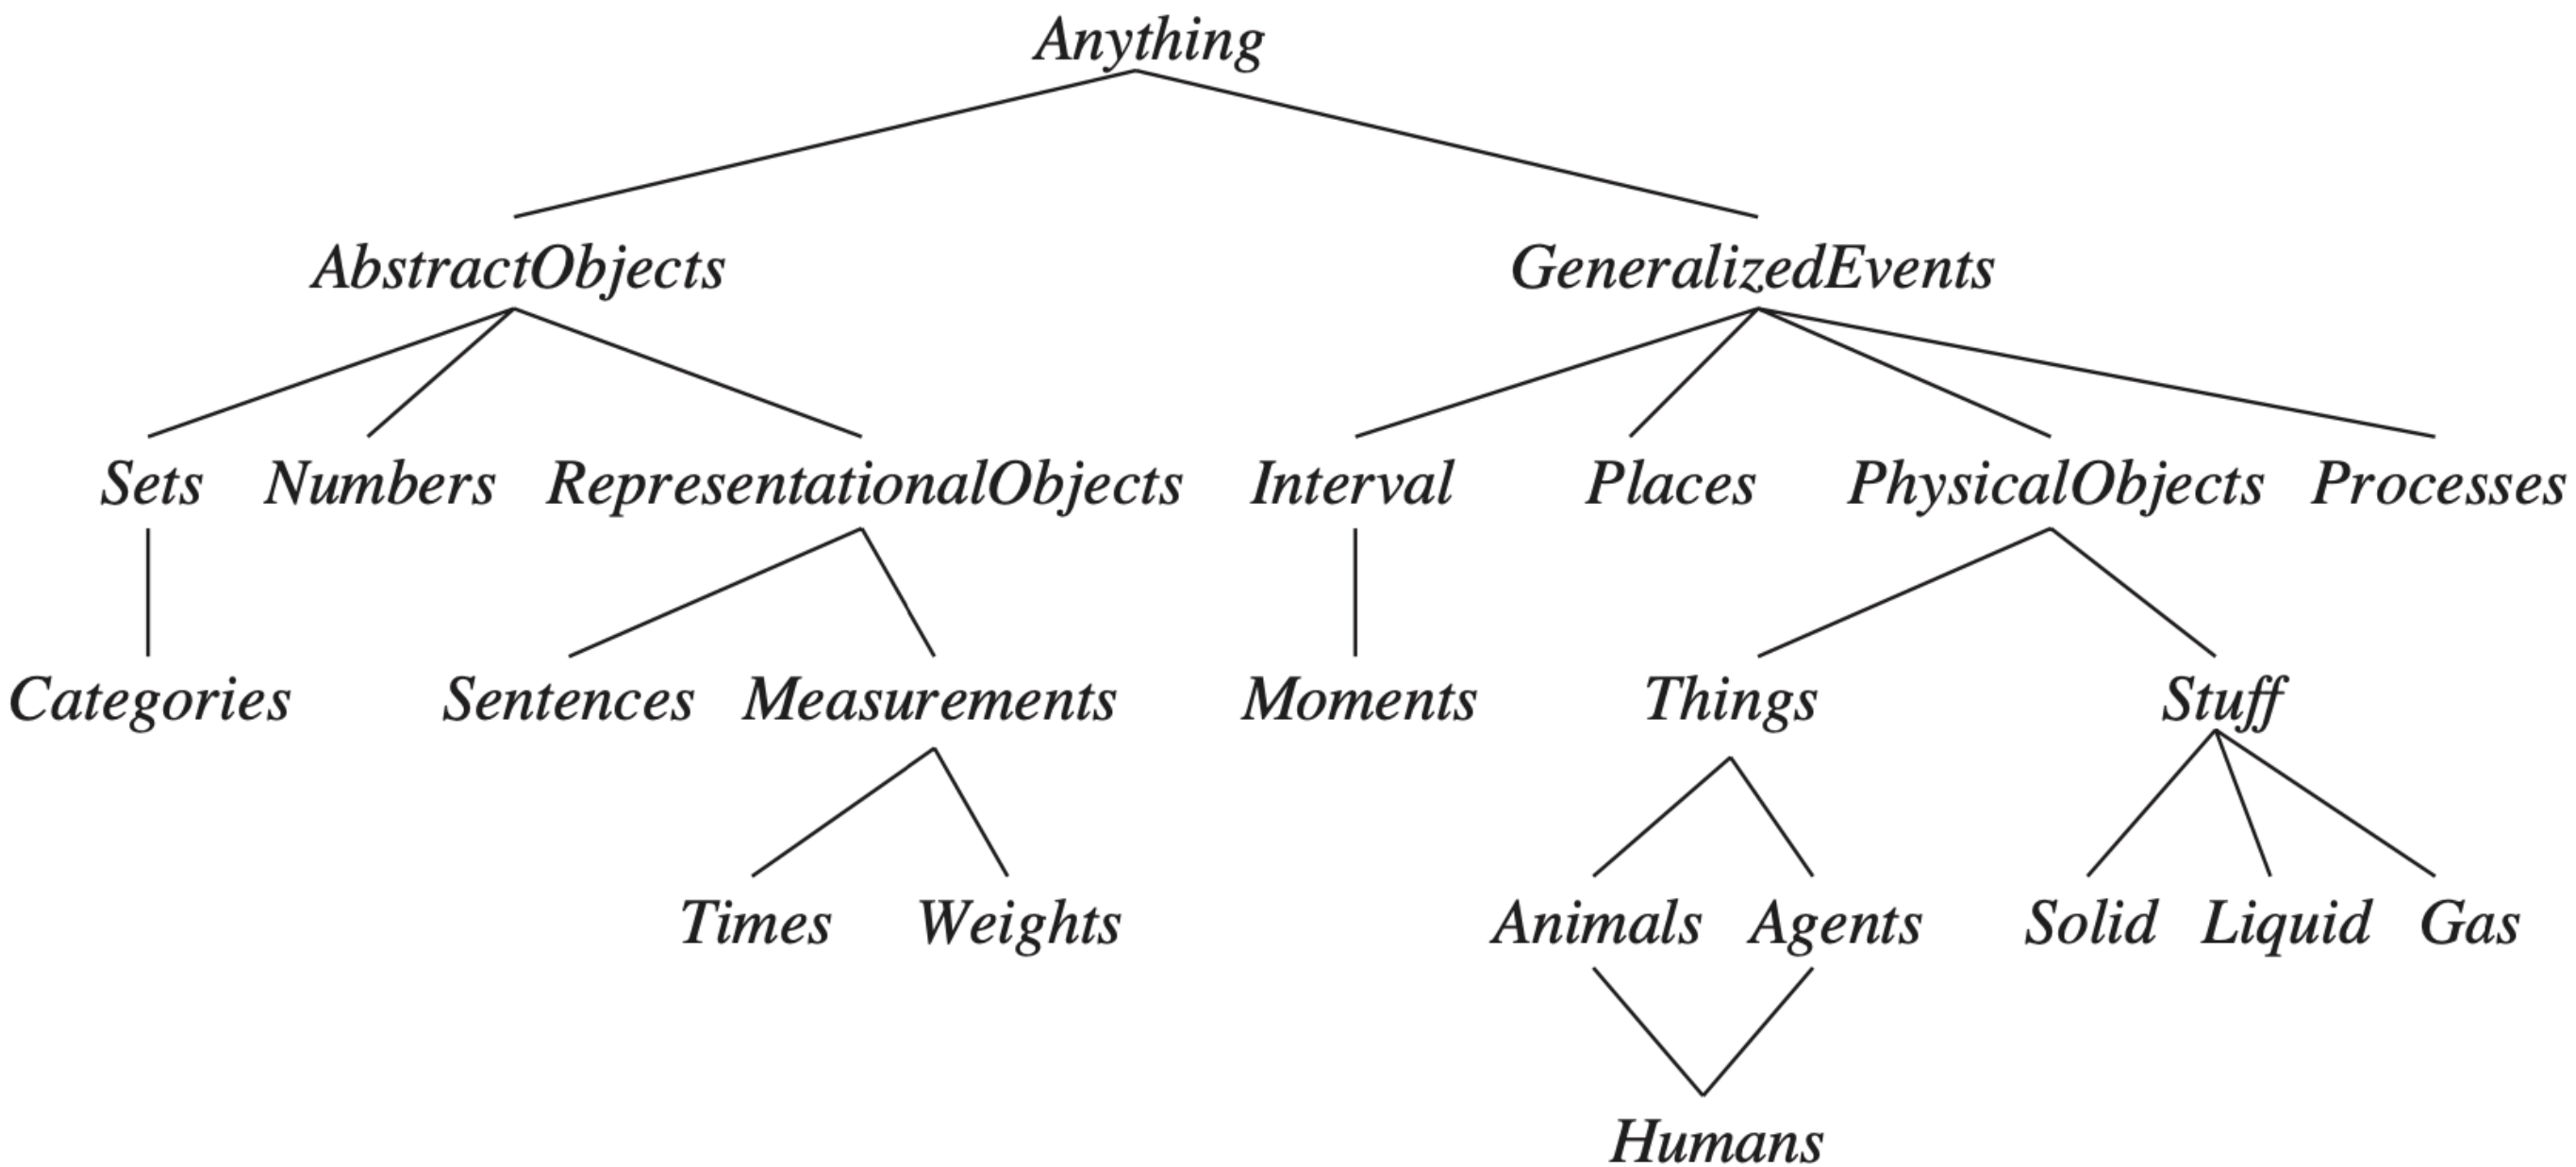 Anything
AbstractObjects GeneralizedEvents
Sets Numbers RepresentationalObjects Interval Places PhysicalObjects Processes
Categories Sentences Measurements Moments Things Stuff
Times Weights Animals Agents Solid Liquid Gas
Humans